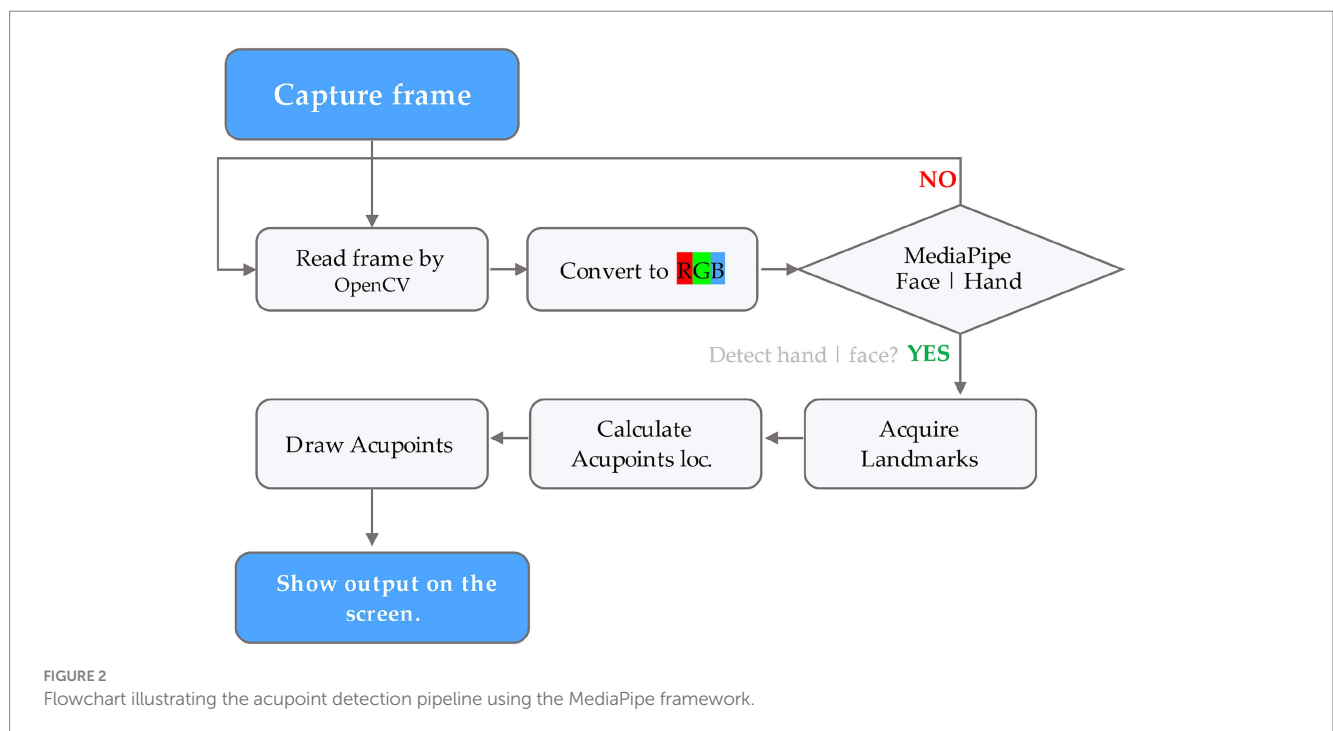 Capture frame
NO
Read frame by
OpenCV
Convert to RGB
MediaPipe
Face | Hand
Detect hand | face? YES
Acquire
Landmarks
Calculate
Acupoints loc.
Draw Acupoints
Show output on the
screen.
FIGURE 2
Flowchart illustrating the acupoint detection pipeline using the MediaPipe framework.